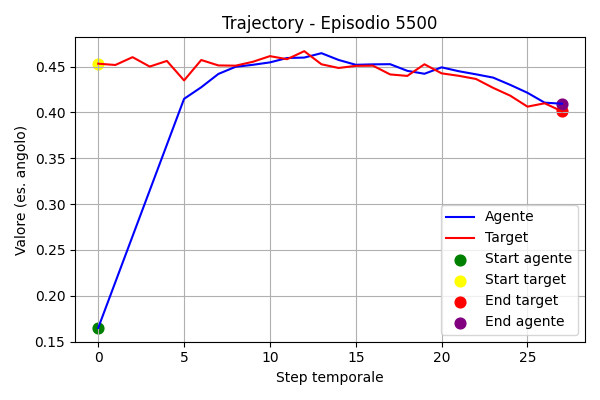 Trajectory - Episodio 5500
Valore (es. angolo)
0.45
0.40
0.35
0.30
0.25
0.20
0.15
0
5
10
15
20
25
Step temporale
Agente
Target
Start agente
Start target
End target
End agente